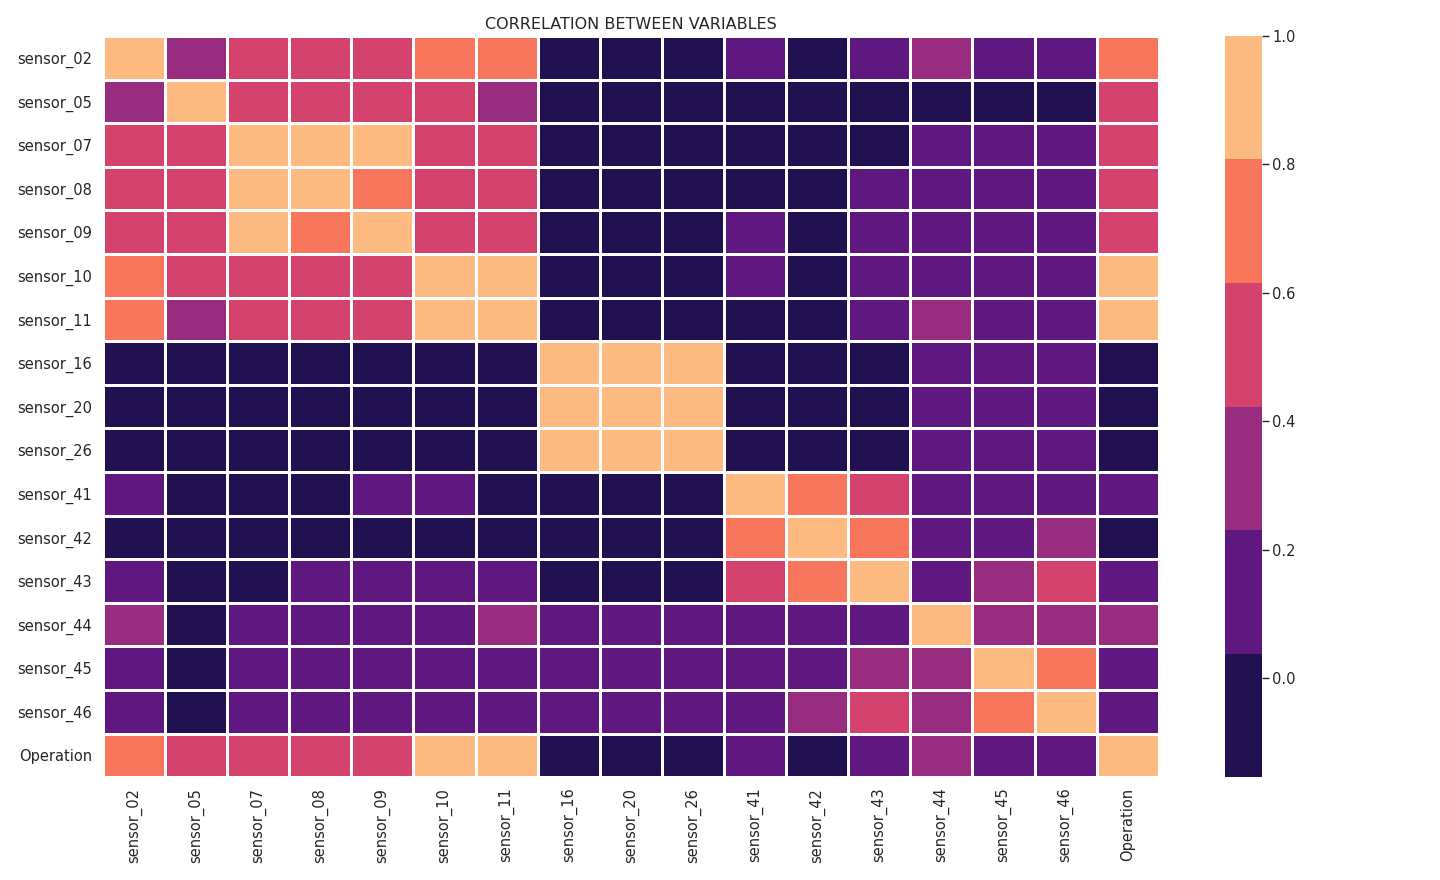 CORRELATION BETWEEN VARIABLES
sensor_02
sensor_05
sensor_07
sensor_08
sensor_09
sensor_10
sensor_11
sensor_16
sensor_20
sensor_26
sensor_41
sensor_42
sensor_43
sensor_44
sensor_45
sensor_46
Operation
sensor_02
sensor_05
sensor_07
sensor_08
sensor_09
sensor_10
sensor_11
sensor_16
sensor_20
sensor_26
sensor_41
sensor_42
sensor_43
sensor_44
sensor_45
sensor_46
Operation
1.0
0.8
0.6
0.4
0.2
0.0